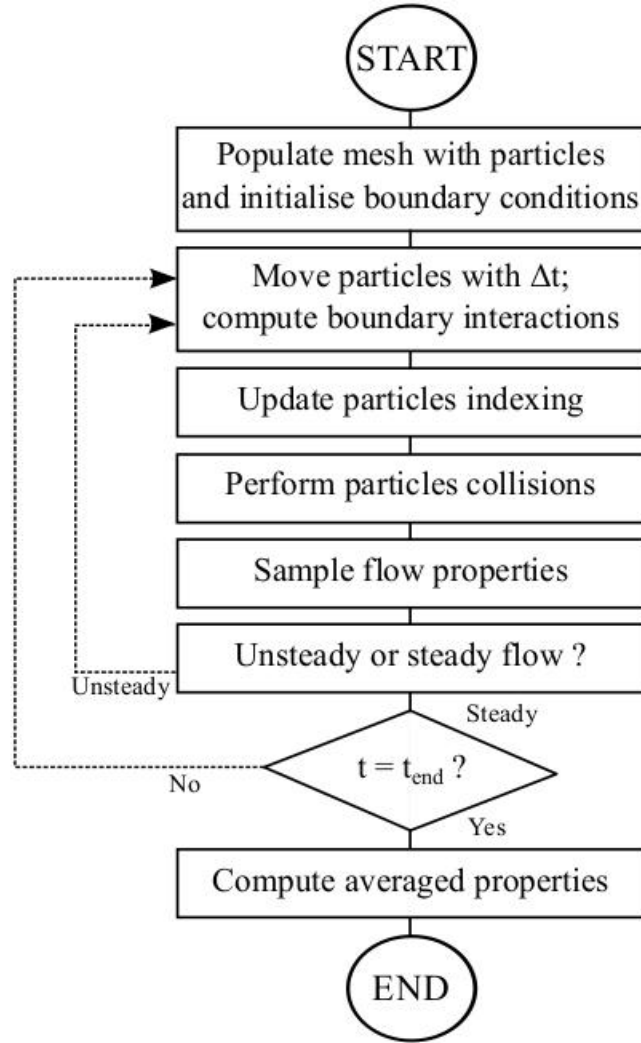 START
Populate mesh with particles
and initialise boundary conditions
Move particles with Δt;
compute boundary interactions
Update particles indexing
Perform particles collisions
Sample flow properties
Unsteady or steady flow ?
Unsteady
Steady
t = t_end ?
No
Yes
Compute averaged properties
END